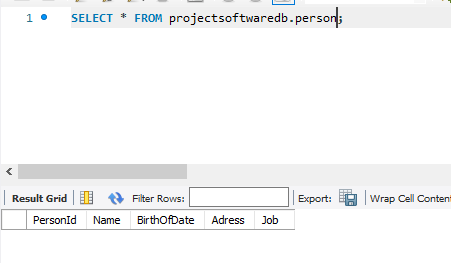 1 SELECT * FROM projectsoftwaredb.person;
Result Grid Filter Rows: Export: Wrap Cell Content
PersonId Name BirthOfDate Adress Job